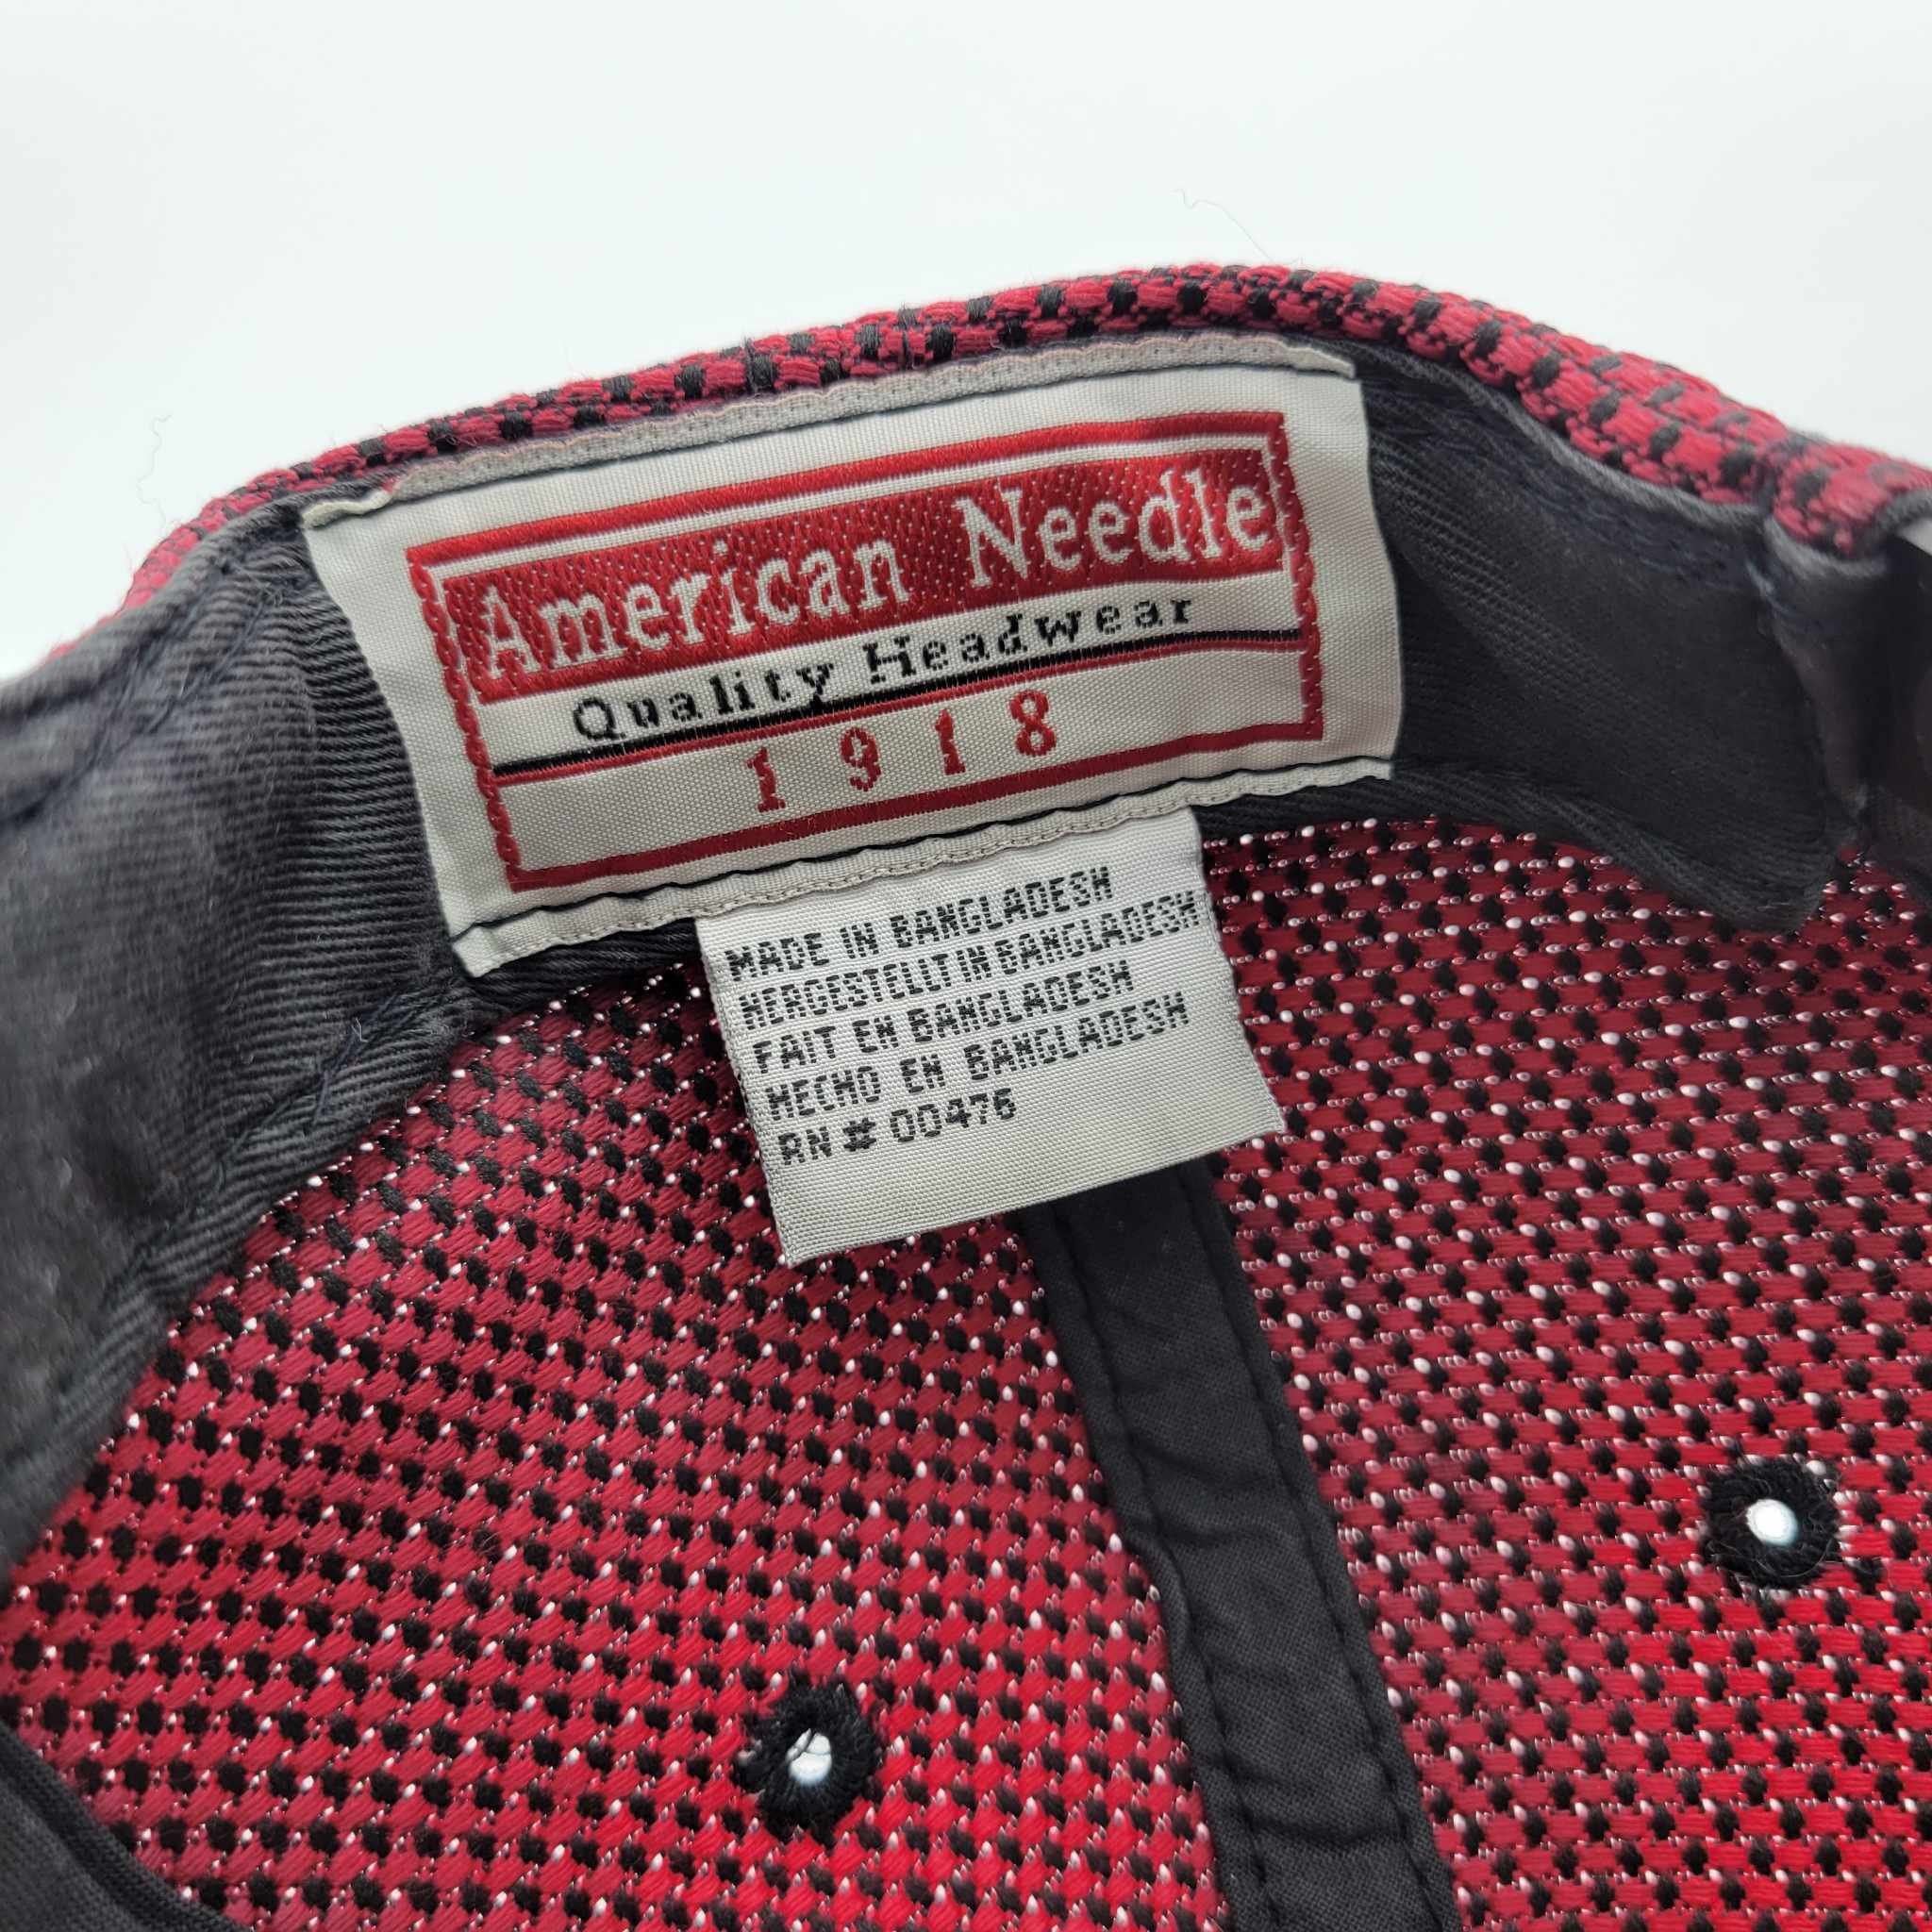 American Needle
Quality Headwear
1918
MADE IN BANGLADESH
HERGESTELLT IN BANGLADESH
FAIT EN BANGLADESH
HECHO EN BANGLADESH
RN # 00476